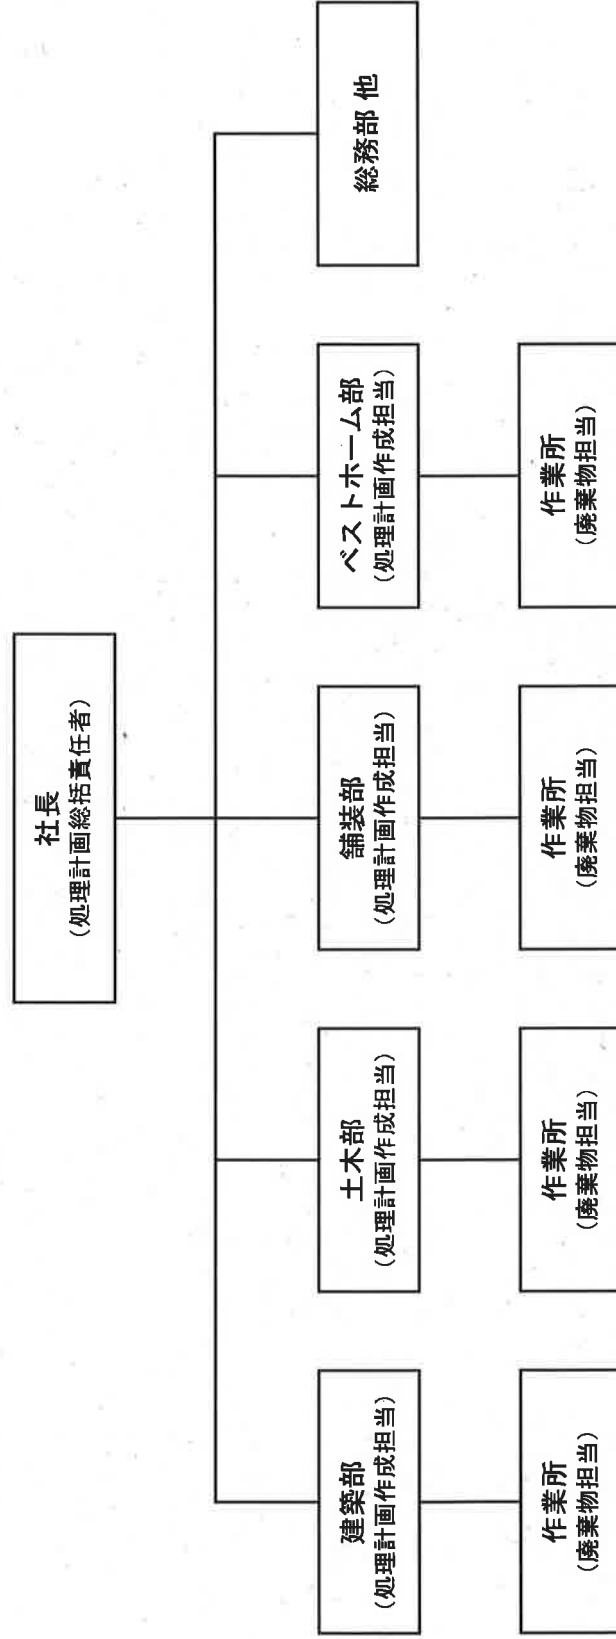 社長
(処理計画総括責任者)
建築部
(処理計画作成担当)
土木部
(処理計画作成担当)
舗装部
(処理計画作成担当)
ベストホーム部
(処理計画作成担当)
総務部 他
作業所
(廃棄物担当)
作業所
(廃棄物担当)
作業所
(廃棄物担当)
作業所
(廃棄物担当)